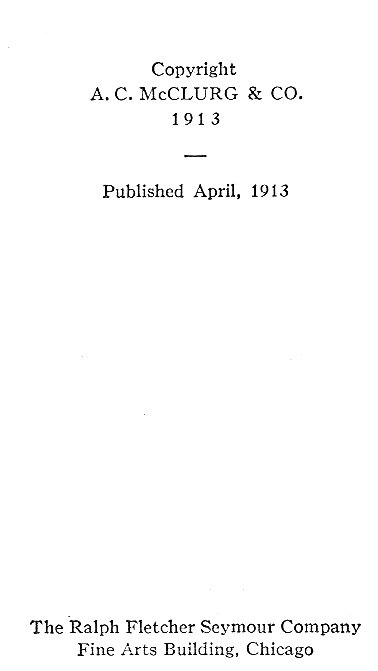 Copyright
A. C. McCLURG & CO.
1913
—
Published April, 1913
The Ralph Fletcher Seymour Company
Fine Arts Building, Chicago